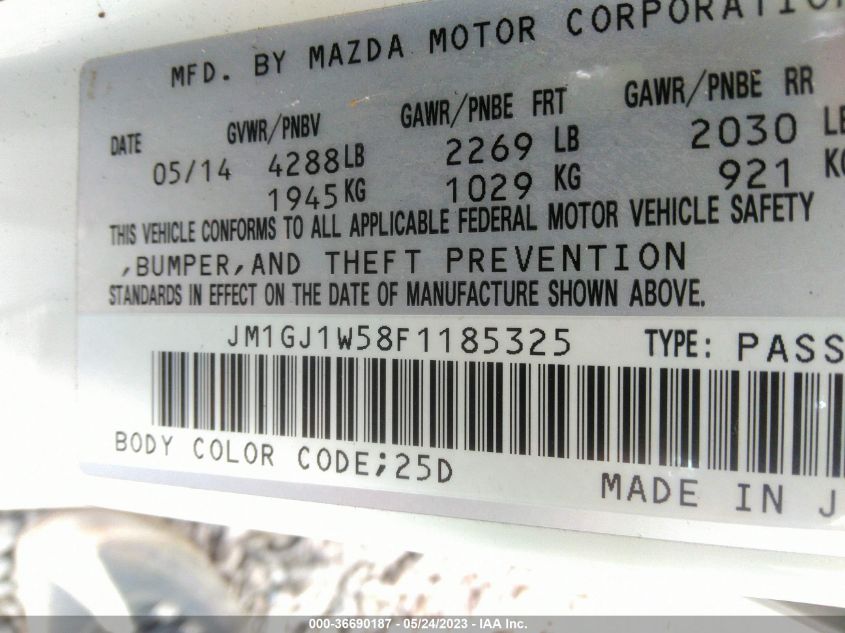 MFD. BY MAZDA MOTOR CORPORATION
DATE GVWR/PNBV GAWR/PNBE FRT GAWR/PNBE RR
05/14 4288LB 2269 LB 2030 LB
1945KG 1029 KG 921 KG
THIS VEHICLE CONFORMS TO ALL APPLICABLE FEDERAL MOTOR VEHICLE SAFETY
,BUMPER,AND THEFT PREVENTION
STANDARDS IN EFFECT ON THE DATE OF MANUFACTURE SHOWN ABOVE.
JM1GJ1W58F1185325 TYPE: PASS
BODY COLOR CODE;25D
MADE IN J
000-36690187 - 05/24/2023 - IAA Inc.